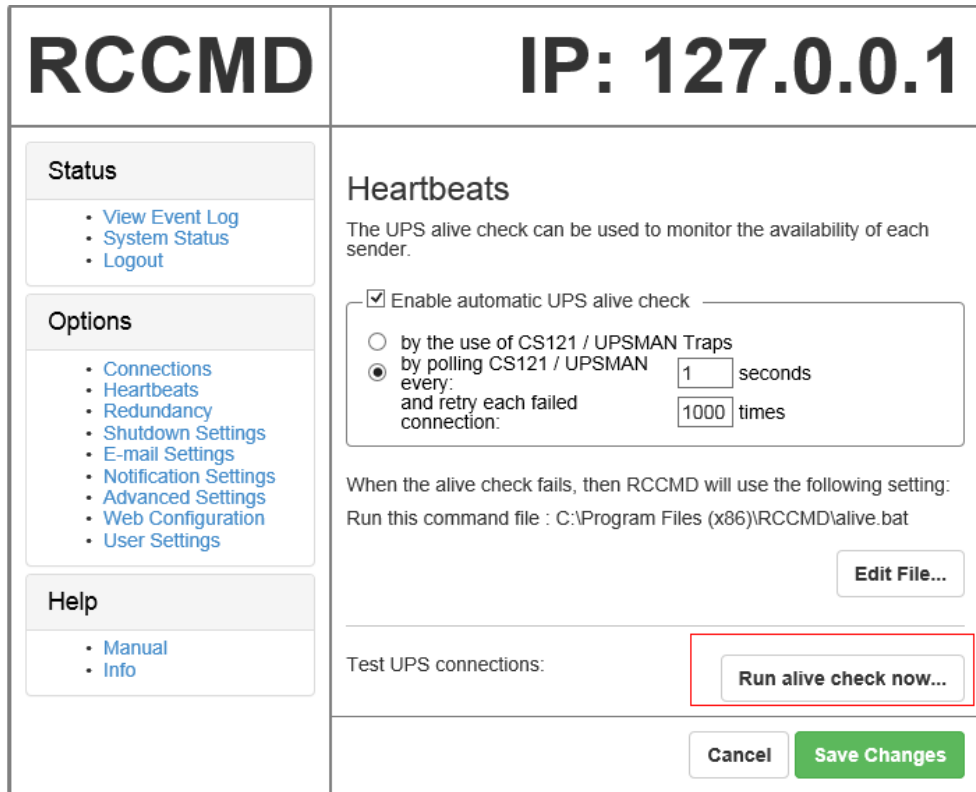 RCCMD
IP: 127.0.0.1
Status
• View Event Log
• System Status
• Logout
Options
• Connections
• Heartbeats
• Redundancy
• Shutdown Settings
• E-mail Settings
• Notification Settings
• Advanced Settings
• Web Configuration
• User Settings
Help
• Manual
• Info
Heartbeats
The UPS alive check can be used to monitor the availability of each
sender.
Enable automatic UPS alive check
by the use of CS121 / UPSMAN Traps
by polling CS121 / UPSMAN
every: 1 seconds
and retry each failed
connection: 1000 times
When the alive check fails, then RCCMD will use the following setting:
Run this command file : C:\Program Files (x86)\RCCMD\alive.bat
Edit File...
Test UPS connections:
Run alive check now...
Cancel
Save Changes